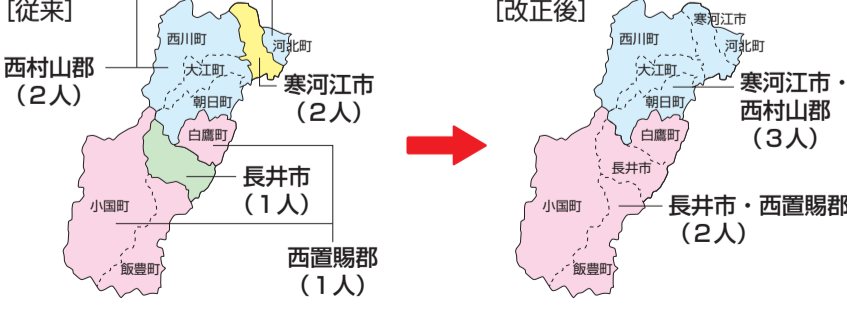 [従来]
西川町
河北町
大江町
朝日町
西村山郡
（2人）
寒河江市
（2人）
白鷹町
長井市
（1人）
小国町
飯豊町
西置賜郡
（1人）
[改正後]
寒河江市
西川町
河北町
大江町
朝日町
寒河江市・
西村山郡
（3人）
白鷹町
長井市
小国町
長井市・西置賜郡
（2人）
飯豊町